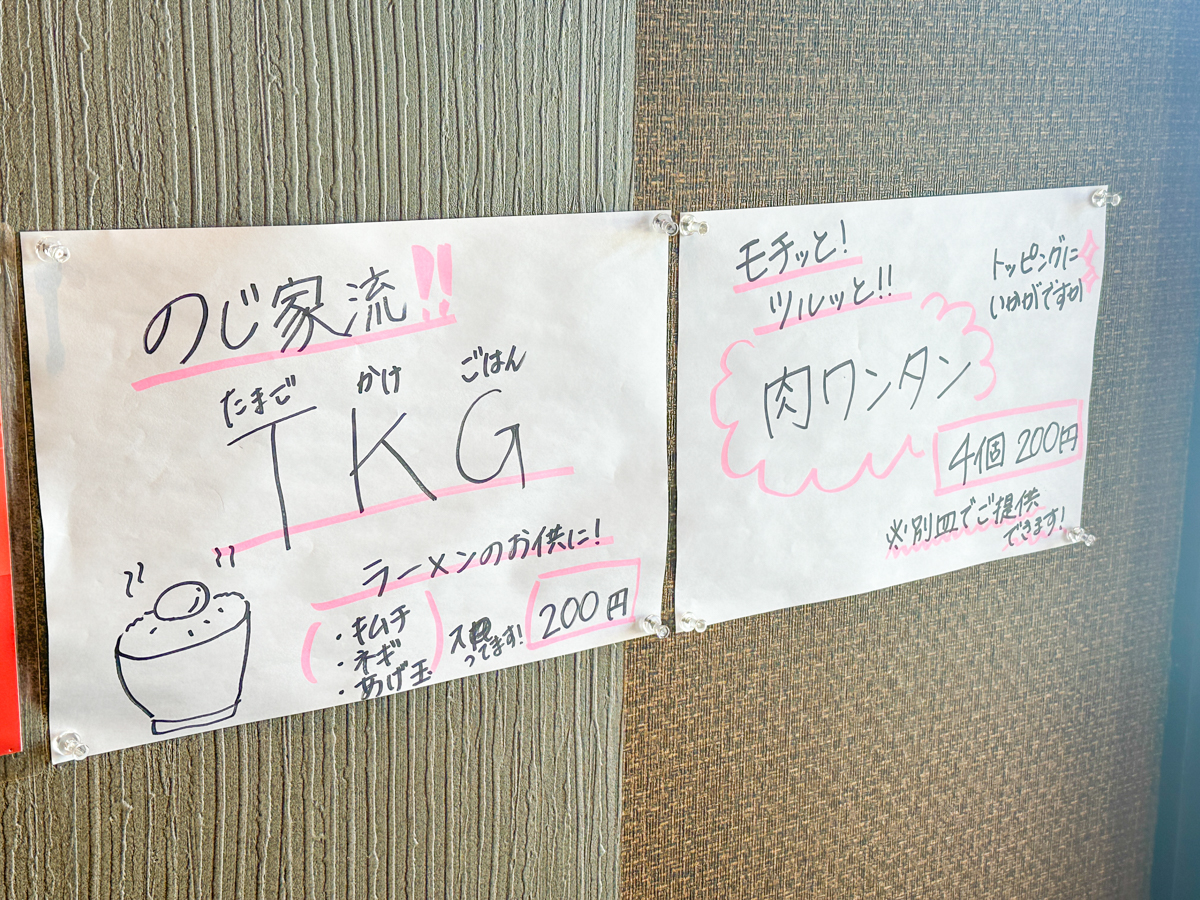 のじ家流!!
たまご かけ ごはん
TKG
ラーメンのお供に!
・キムチ
・ネギ
・あげ玉
入ってます!
200円
モチッと!
ツルッと!!
トッピングに
いかがですか
肉ワンタン
4個 200円
※別皿でご提供
できます!